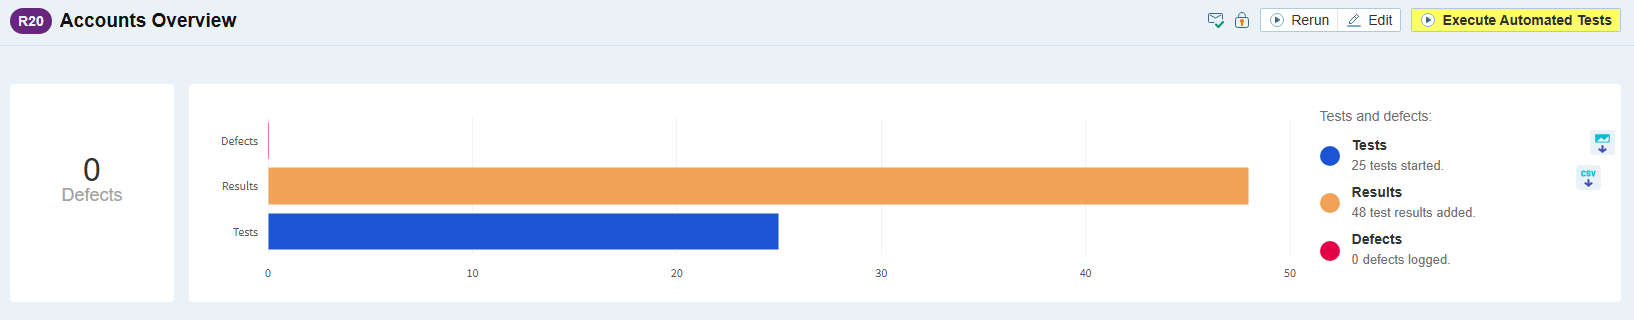 R20 Accounts Overview
Rerun
Edit
Execute Automated Tests
0
Defects
Defects
Results
Tests
0 10 20 30 40 50
Tests and defects:
Tests
25 tests started.
Results
48 test results added.
Defects
0 defects logged.
CSV